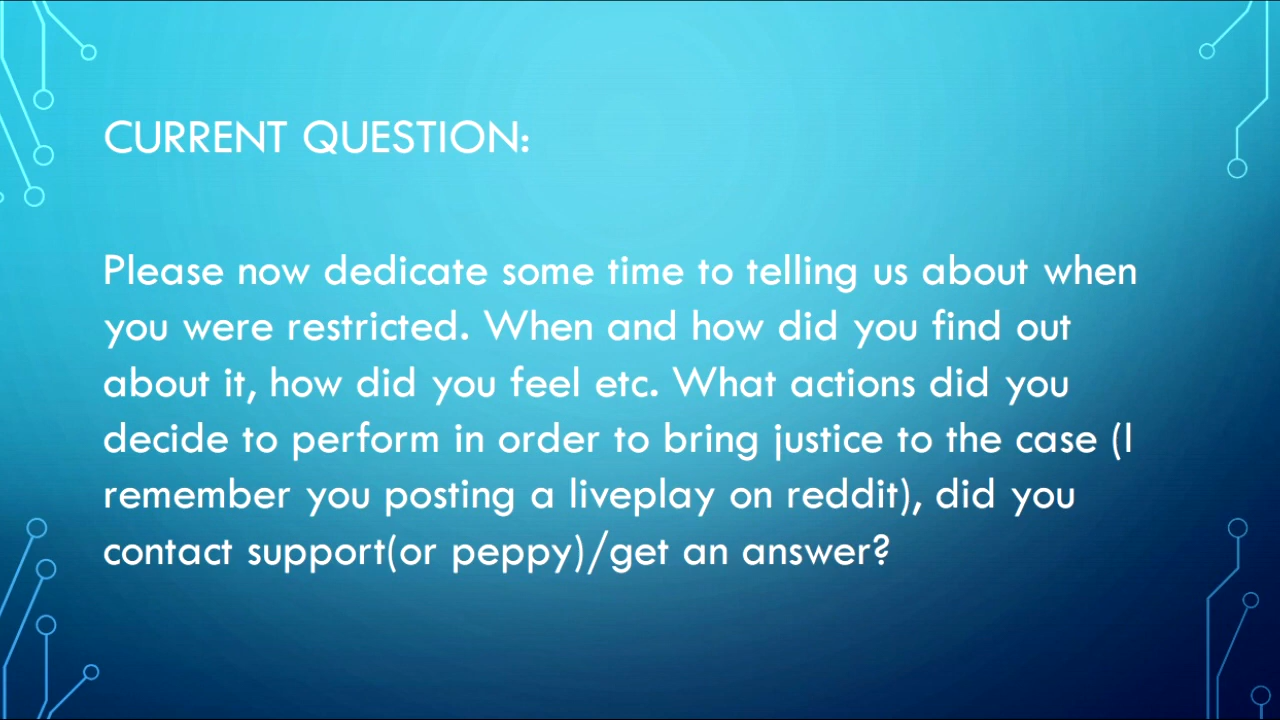 CURRENT QUESTION:
Please now dedicate some time to telling us about when
you were restricted. When and how did you find out
about it, how did you feel etc. What actions did you
decide to perform in order to bring justice to the case (I
remember you posting a liveplay on reddit), did you
contact support(or peppy)/get an answer?